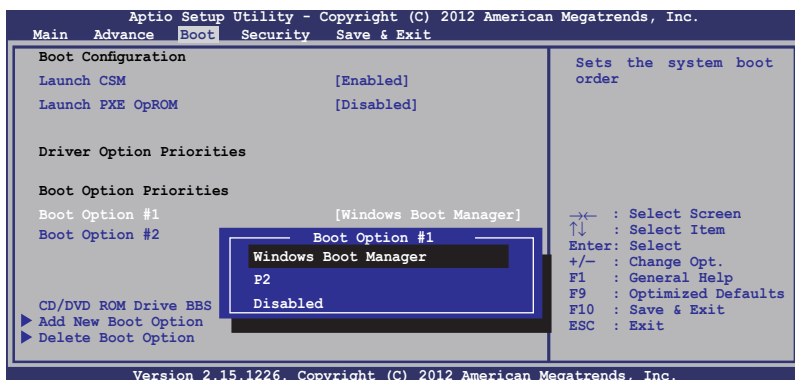 Aptio Setup Utility - Copyright (C) 2012 American Megatrends, Inc.
Main Advance Boot Security Save & Exit
Boot Configuration
Launch CSM [Enabled]
Launch PXE OpROM [Disabled]
Driver Option Priorities
Boot Option Priorities
Boot Option #1 [Windows Boot Manager]
Boot Option #2
Boot Option #1
Windows Boot Manager
P2
Disabled
CD/DVD ROM Drive BBS
Add New Boot Option
Delete Boot Option
Sets the system boot
order
→← : Select Screen
↑↓ : Select Item
Enter: Select
+/— : Change Opt.
F1 : General Help
F9 : Optimized Defaults
F10 : Save & Exit
ESC : Exit
Version 2.15.1226. Copyright (C) 2012 American Megatrends, Inc.